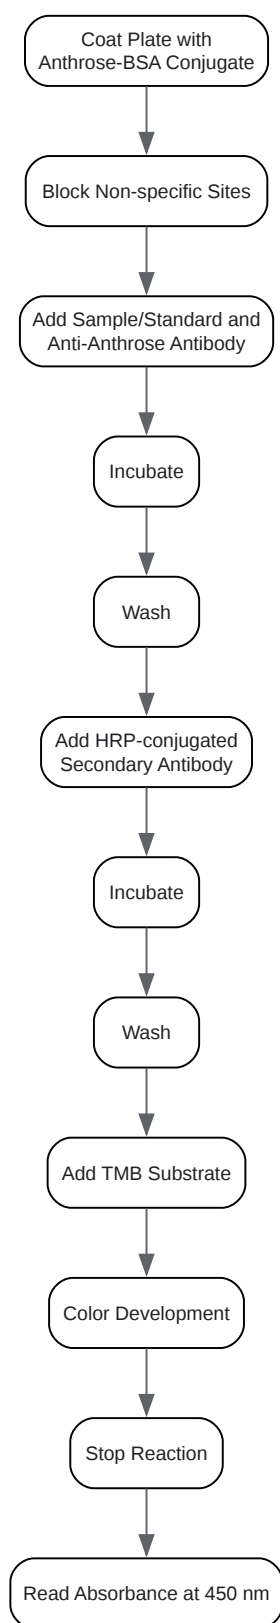 Coat Plate with
Anthrose-BSA Conjugate
Block Non-specific Sites
Add Sample/Standard and
Anti-Anthrose Antibody
Incubate
Wash
Add HRP-conjugated
Secondary Antibody
Incubate
Wash
Add TMB Substrate
Color Development
Stop Reaction
Read Absorbance at 450 nm